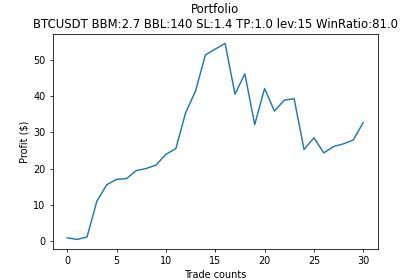 Portfolio
BTCUSDT BBM:2.7 BBL:140 SL:1.4 TP:1.0 lev:15 WinRatio:81.0
Profit ($)
50
40
30
20
10
0
0 5 10 15 20 25 30
Trade counts